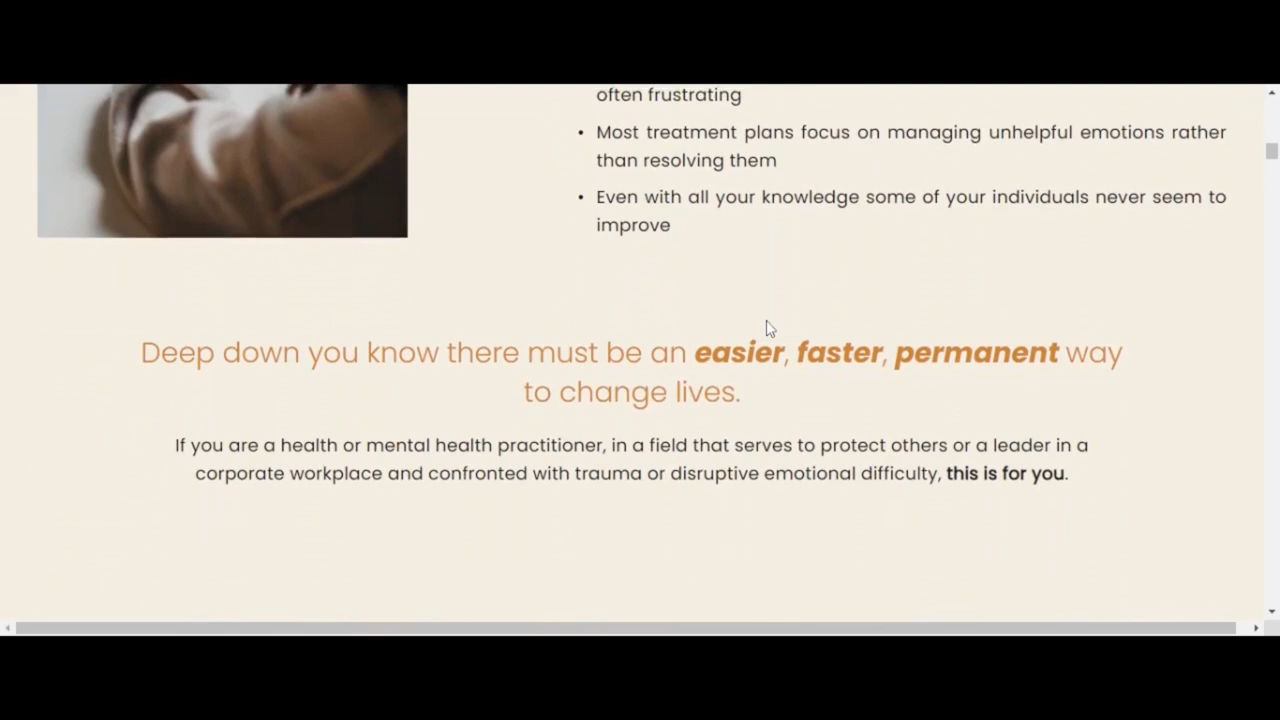 often frustrating
• Most treatment plans focus on managing unhelpful emotions rather
than resolving them
• Even with all your knowledge some of your individuals never seem to
improve
Deep down you know there must be an easier, faster, permanent way
to change lives.
If you are a health or mental health practitioner, in a field that serves to protect others or a leader in a
corporate workplace and confronted with trauma or disruptive emotional difficulty, this is for you.